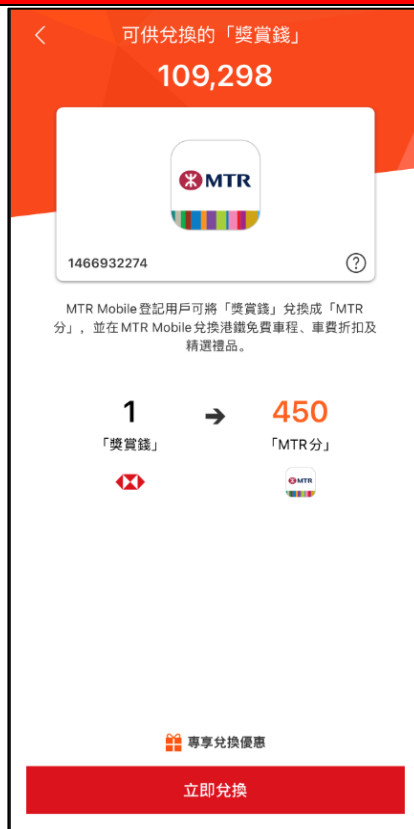 可供兌換的「獎賞錢」
109,298
MTR
1466932274
?
MTR Mobile登記用戶可將「獎賞錢」兌換成「MTR
分」，並在MTR Mobile兌換港鐵免費車程、車費折扣及
精選禮品。
1 → 450
「獎賞錢」 「MTR分」
MTR
專享兌換優惠
立即兌換